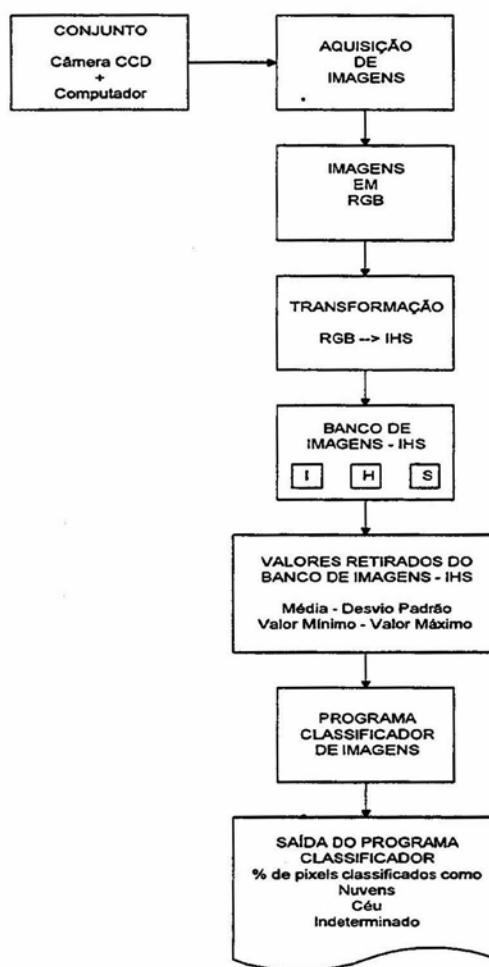 CONJUNTO
Câmera CCD
+
Computador
AQUISIÇÃO
DE
IMAGENS
IMAGENS
EM
RGB
TRANSFORMAÇÃO
RGB --> IHS
BANCO DE
IMAGENS - IHS
I H S
VALORES RETIRADOS DO
BANCO DE IMAGENS - IHS
Média - Desvio Padrão
Valor Mínimo - Valor Máximo
PROGRAMA
CLASSIFICADOR
DE IMAGENS
SAÍDA DO PROGRAMA
CLASSIFICADOR
% de pixels classificados como
Nuvens
Céu
Indeterminado